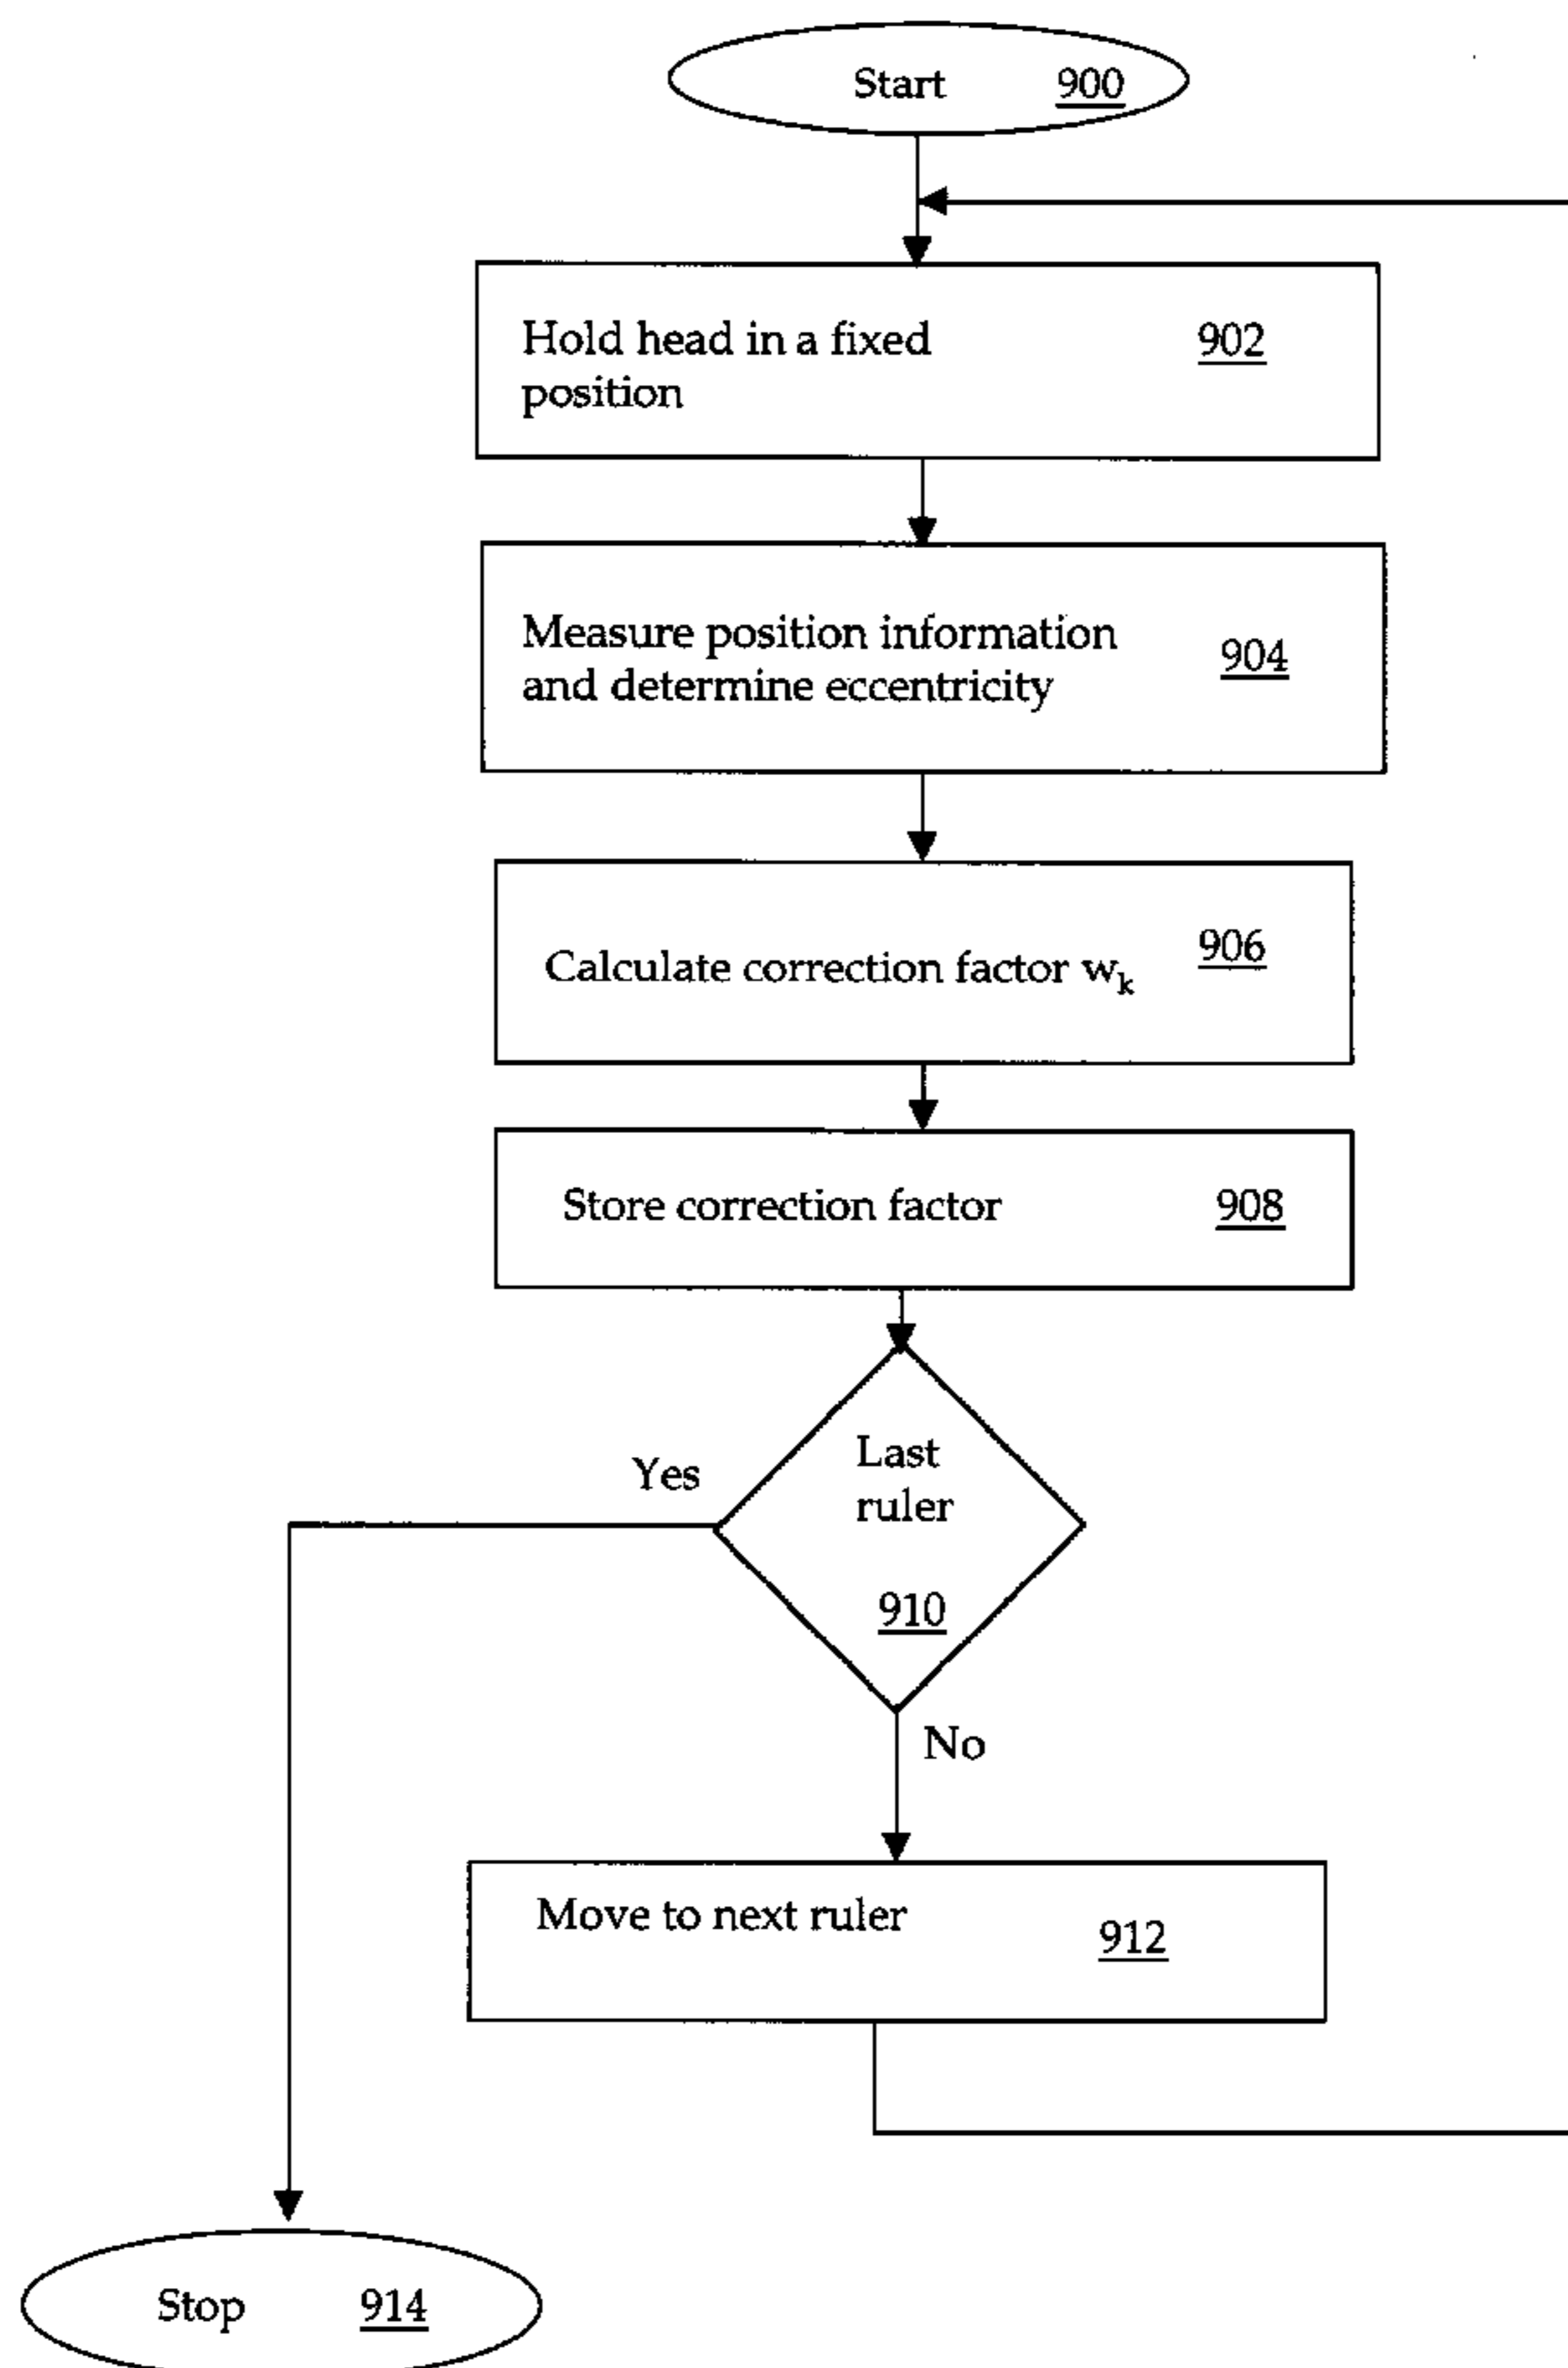 Start 900
Hold head in a fixed 902
position
Measure position information
904
and determine eccentricity
906
Calculate correction factor wk
Store correction factor 908
Last
Yes
ruler
910
No
Move to next ruler
912
Stop 914